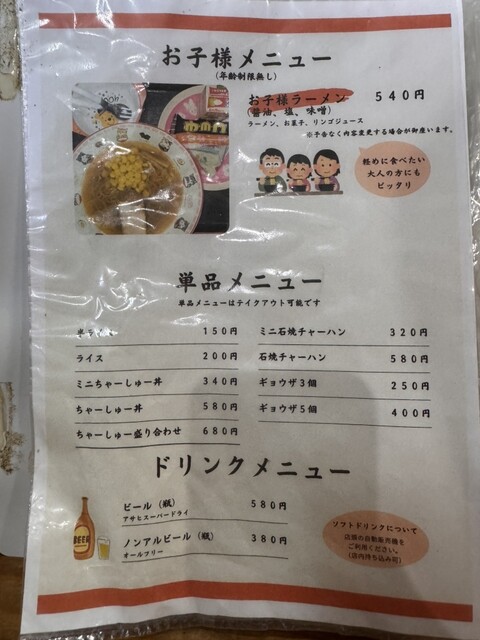 お子様メニュー
（年齢制限無し）
お子様ラーメン 540円
（醤油、塩、味噌）
ラーメン、お菓子、リンゴジュース
※予告なく内容変更する場合が御座います。
軽めに食べたい
大人の方にも
ピッタリ
単品メニュー
単品メニューはテイクアウト可能です
150円
ライス 200円
ミニちゃーしゅー丼 340円
ちゃーしゅー丼 580円
ちゃーしゅー盛り合わせ 680円
ミニ石焼チャーハン 320円
石焼チャーハン 580円
ギョウザ3個 250円
ギョウザ5個 400円
ドリンクメニュー
ビール（瓶） 580円
アサヒスーパードライ
ノンアルビール（瓶） 380円
オールフリー
BEER
ソフトドリンクについて
店頭の自動販売機を
ご利用ください。
（店内持ち込み可）